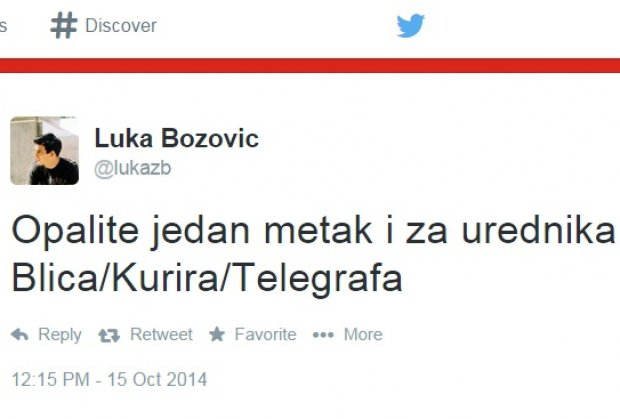 s # Discover
Luka Bozovic
@lukazb
Opalite jedan metak i za urednika
Blica/Kurira/Telegrafa
Reply Retweet Favorite More
12:15 PM - 15 Oct 2014